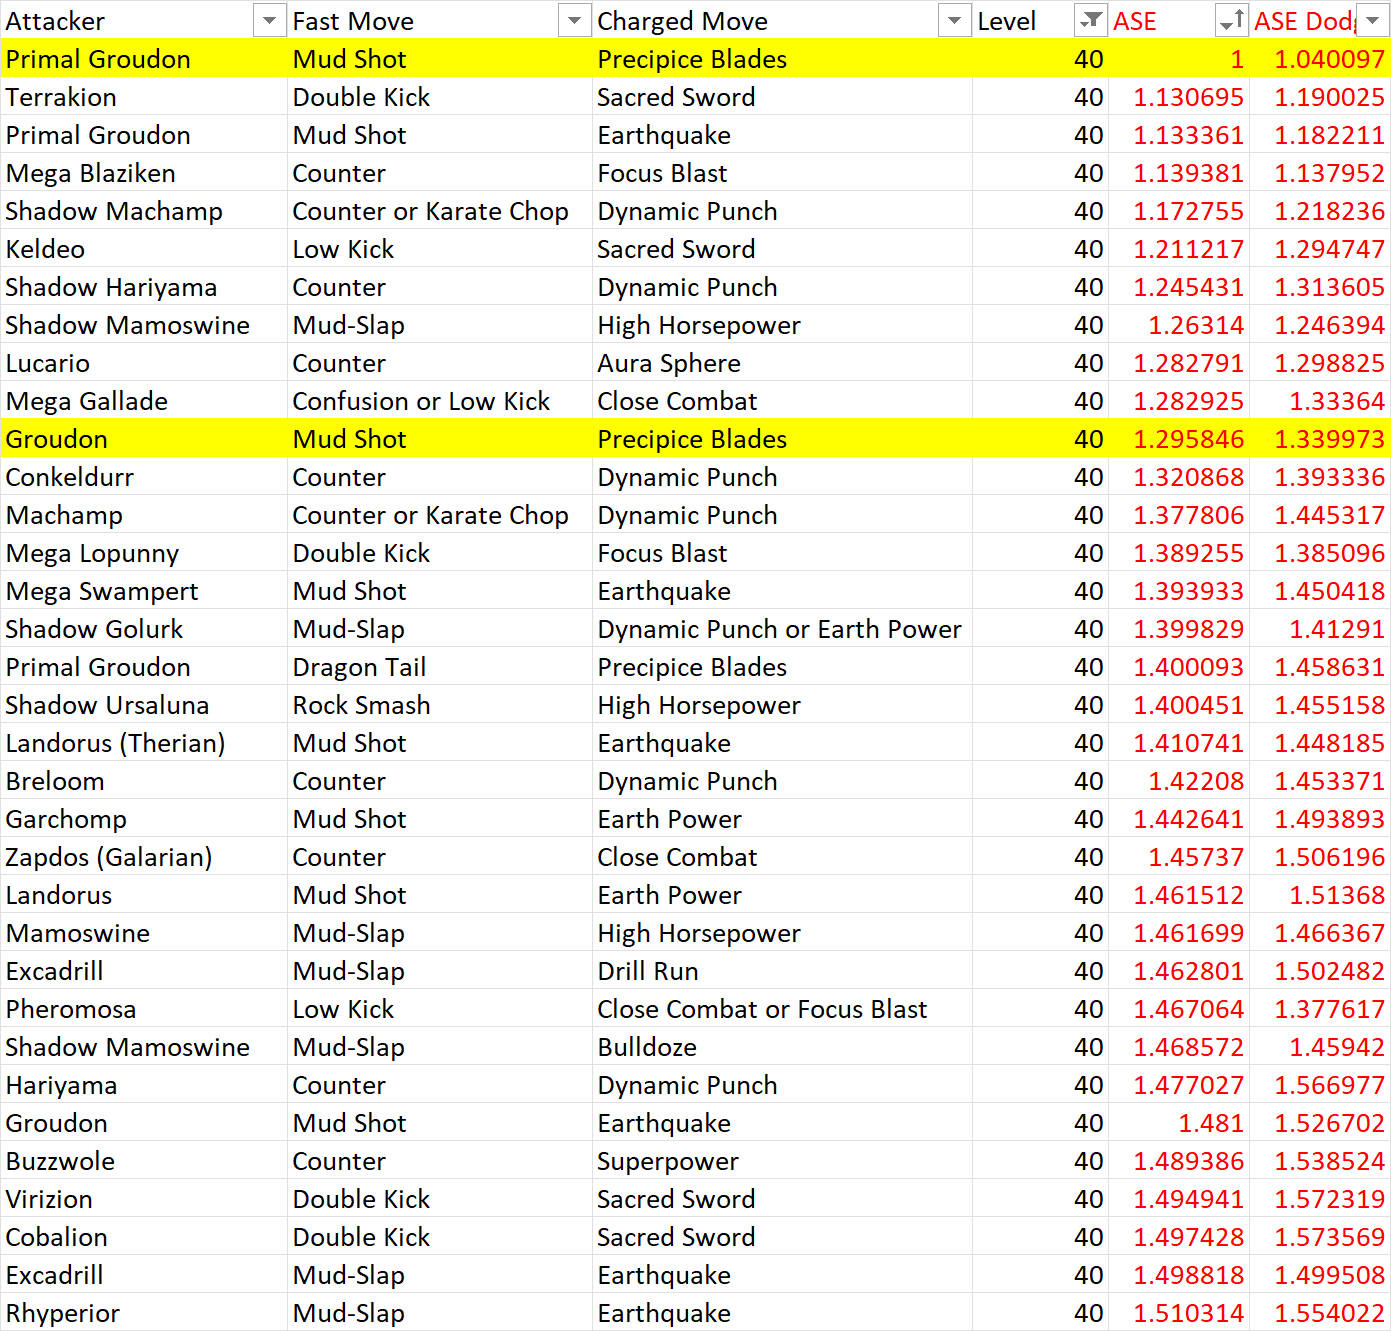 Attacker Fast Move Charged Move Level ASE ASE Dodg
Primal Groudon Mud Shot Precipice Blades 40 1 1.040097
Terrakion Double Kick Sacred Sword 40 1.130695 1.190025
Primal Groudon Mud Shot Earthquake 40 1.133361 1.182211
Mega Blaziken Counter Focus Blast 40 1.139381 1.137952
Shadow Machamp Counter or Karate Chop Dynamic Punch 40 1.172755 1.218236
Keldeo Low Kick Sacred Sword 40 1.211217 1.294747
Shadow Hariyama Counter Dynamic Punch 40 1.245431 1.313605
Shadow Mamoswine Mud-Slap High Horsepower 40 1.26314 1.246394
Lucario Counter Aura Sphere 40 1.282791 1.298825
Mega Gallade Confusion or Low Kick Close Combat 40 1.282925 1.33364
Groudon Mud Shot Precipice Blades 40 1.295846 1.339973
Conkeldurr Counter Dynamic Punch 40 1.320868 1.393336
Machamp Counter or Karate Chop Dynamic Punch 40 1.377806 1.445317
Mega Lopunny Double Kick Focus Blast 40 1.389255 1.385096
Mega Swampert Mud Shot Earthquake 40 1.393933 1.450418
Shadow Golurk Mud-Slap Dynamic Punch or Earth Power 40 1.399829 1.41291
Primal Groudon Dragon Tail Precipice Blades 40 1.400093 1.458631
Shadow Ursaluna Rock Smash High Horsepower 40 1.400451 1.455158
Landorus (Therian) Mud Shot Earthquake 40 1.410741 1.448185
Breloom Counter Dynamic Punch 40 1.42208 1.453371
Garchomp Mud Shot Earth Power 40 1.442641 1.493893
Zapdos (Galarian) Counter Close Combat 40 1.45737 1.506196
Landorus Mud Shot Earth Power 40 1.461512 1.51368
Mamoswine Mud-Slap High Horsepower 40 1.461699 1.466367
Excadrill Mud-Slap Drill Run 40 1.462801 1.502482
Pheromosa Low Kick Close Combat or Focus Blast 40 1.467064 1.377617
Shadow Mamoswine Mud-Slap Bulldoze 40 1.468572 1.45942
Hariyama Counter Dynamic Punch 40 1.477027 1.566977
Groudon Mud Shot Earthquake 40 1.481 1.526702
Buzzwole Counter Superpower 40 1.489386 1.538524
Virizion Double Kick Sacred Sword 40 1.494941 1.572319
Cobalion Double Kick Sacred Sword 40 1.497428 1.573569
Excadrill Mud-Slap Earthquake 40 1.498818 1.499508
Rhyperior Mud-Slap Earthquake 40 1.510314 1.554022